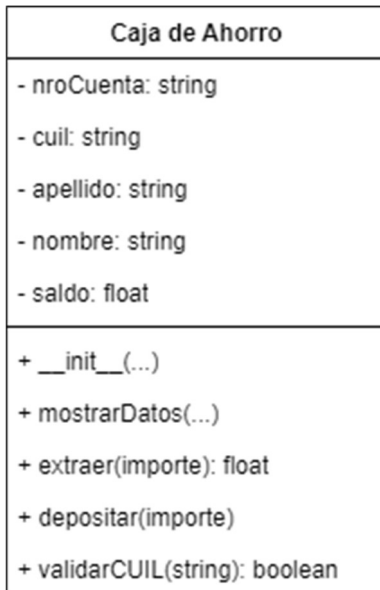 Caja de Ahorro
- nroCuenta: string
- cuil: string
- apellido: string
- nombre: string
- saldo: float
+ __init__(...)
+ mostrarDatos(...)
+ extraer(importe): float
+ depositar(importe)
+ validarCUIL(string): boolean